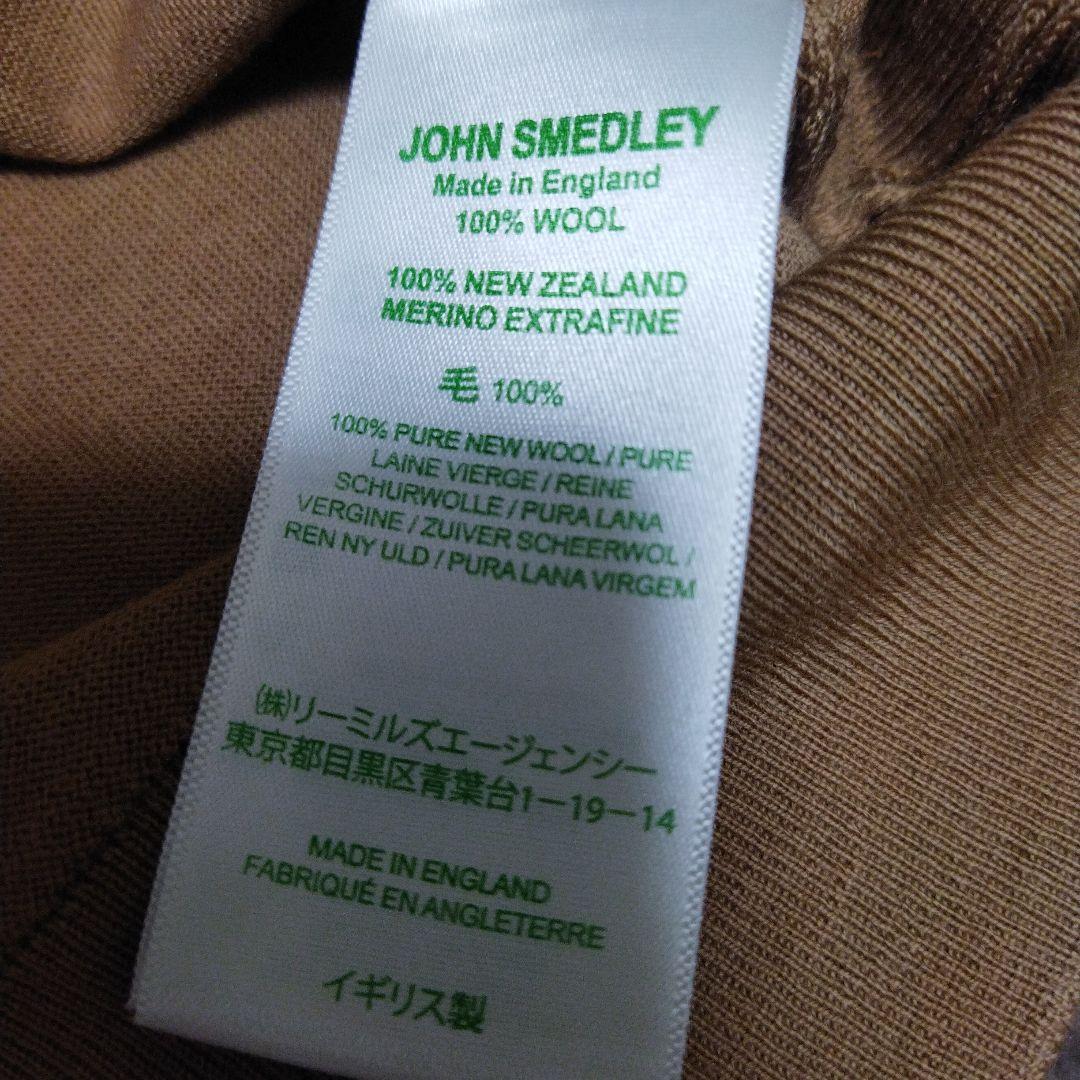 JOHN SMEDLEY
Made in England
100% WOOL
100% NEW ZEALAND
MERINO EXTRAFINE
毛 100%
100% PURE NEW WOOL / PURE
LAINE VIERGE / REINE
SCHURWOLLE / PURA LANA
VERGINE / ZUIVER SCHEERWOL /
REN NY ULD / PURA LANA VIRGEM
(株)リーミルズエージェンシー
東京都目黒区青葉台1-19-14
MADE IN ENGLAND
FABRIQUÉ EN ANGLETERRE
イギリス製